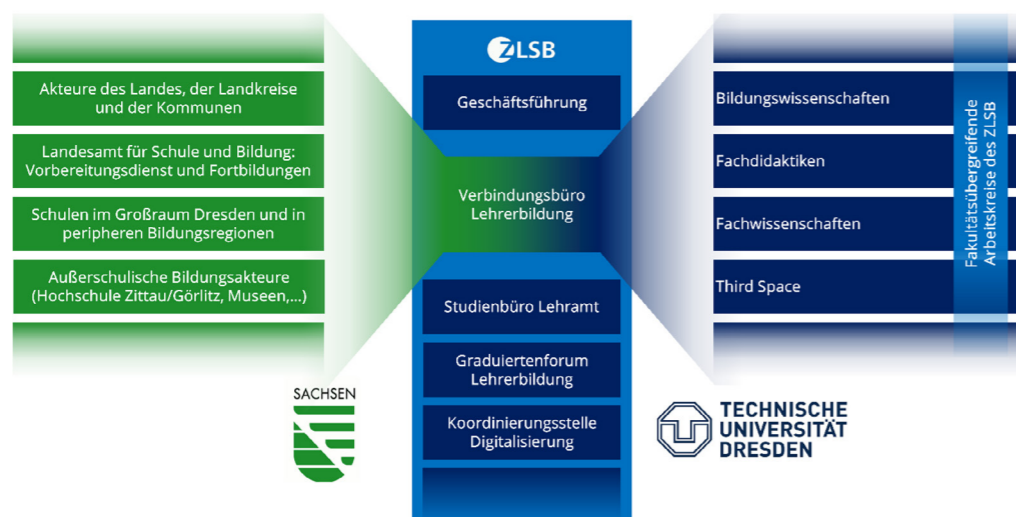 Akteure des Landes, der Landkreise
und der Kommunen
Landesamt für Schule und Bildung:
Vorbereitungsdienst und Fortbildungen
Schulen im Großraum Dresden und in
peripheren Bildungsregionen
Außerschulische Bildungsakteure
(Hochschule Zittau/Görlitz, Museen,...)
SACHSEN
ZLSB
Geschäftsführung
Verbindungsbüro
Lehrerbildung
Studienbüro Lehramt
Graduiertenforum
Lehrerbildung
Koordinierungsstelle
Digitalisierung
Bildungswissenschaften
Fachdidaktiken
Fachwissenschaften
Third Space
Fakultätsübergreifende
Arbeitskreise des ZLSB
TECHNISCHE
UNIVERSITÄT
DRESDEN